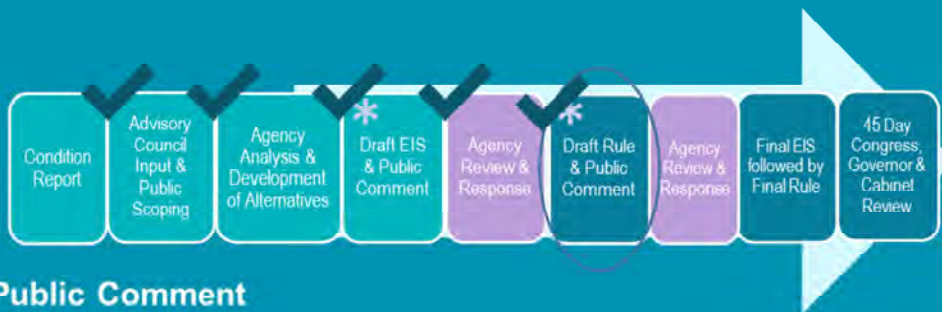 Condition
Report
Advisory
Council
Input &
Public
Scoping
Agency
Analysis &
Development
of Alternatives
*
Draft EIS
& Public
Comment
Agency
Review &
Response
*
Draft Rule
& Public
Comment
Agency
Review &
Response
Final EIS
followed by
Final Rule
45 Day
Congress,
Governor &
Cabinet
Review
Public Comment